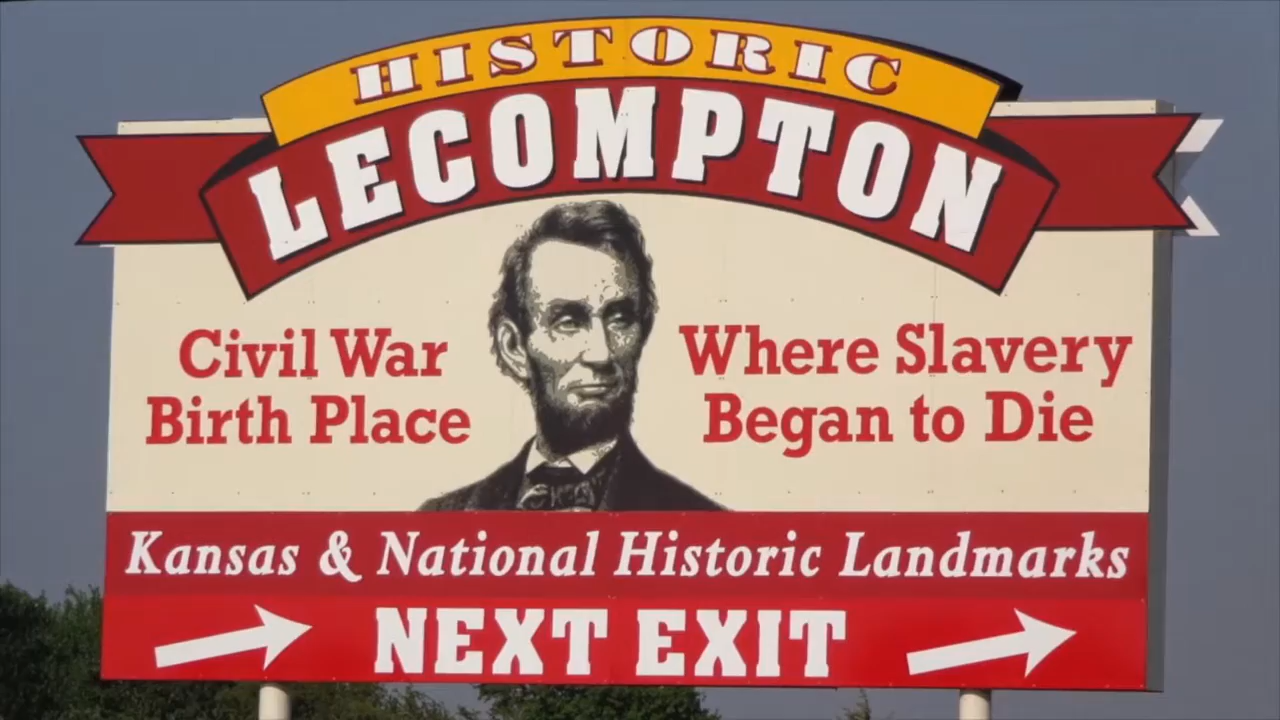 HISTORIC
LECOMPTON
Civil War
Birth Place
Where Slavery
Began to Die
Kansas & National Historic Landmarks
NEXT EXIT